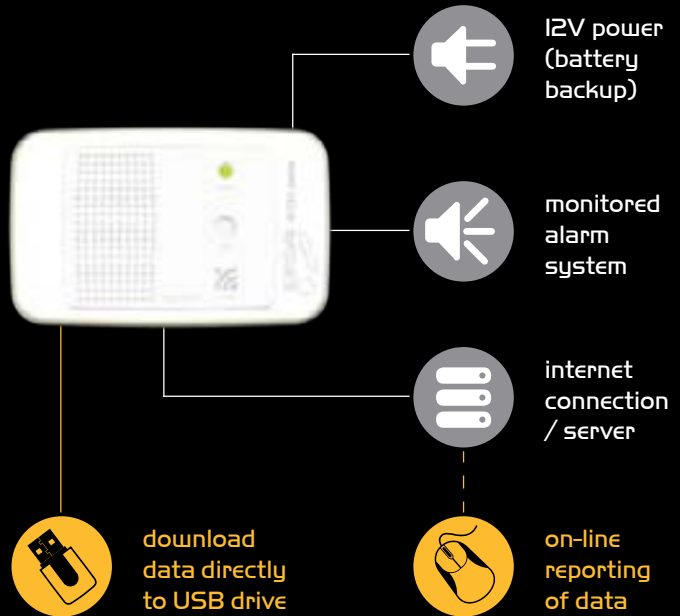 12V power
(battery
backup)
monitored
alarm
system
internet
connection
/ server
download
data directly
to USB drive
on-line
reporting
of data